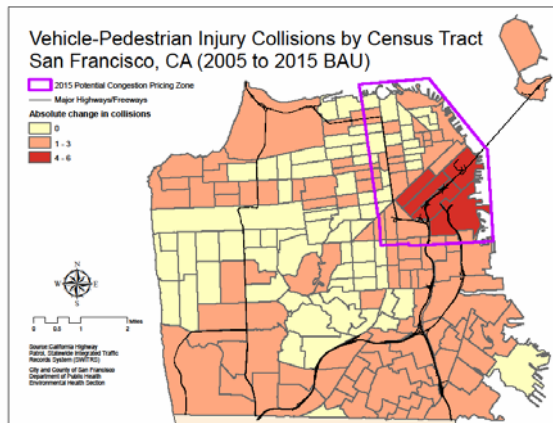 Vehicle-Pedestrian Injury Collisions by Census Tract
San Francisco, CA (2005 to 2015 BAU)
2015 Potential Congestion Pricing Zone
Major Highways/Freeways
Absolute change in collisions
0
1 - 3
4 - 6
N
W E
S
0 0.5 1 2
Miles
Source:California Highway
Patrol, Statewide Integrated Traffic
Records System (SWITRS)
City and County of San Francisco
Department of Public Health
Environmental Health Section